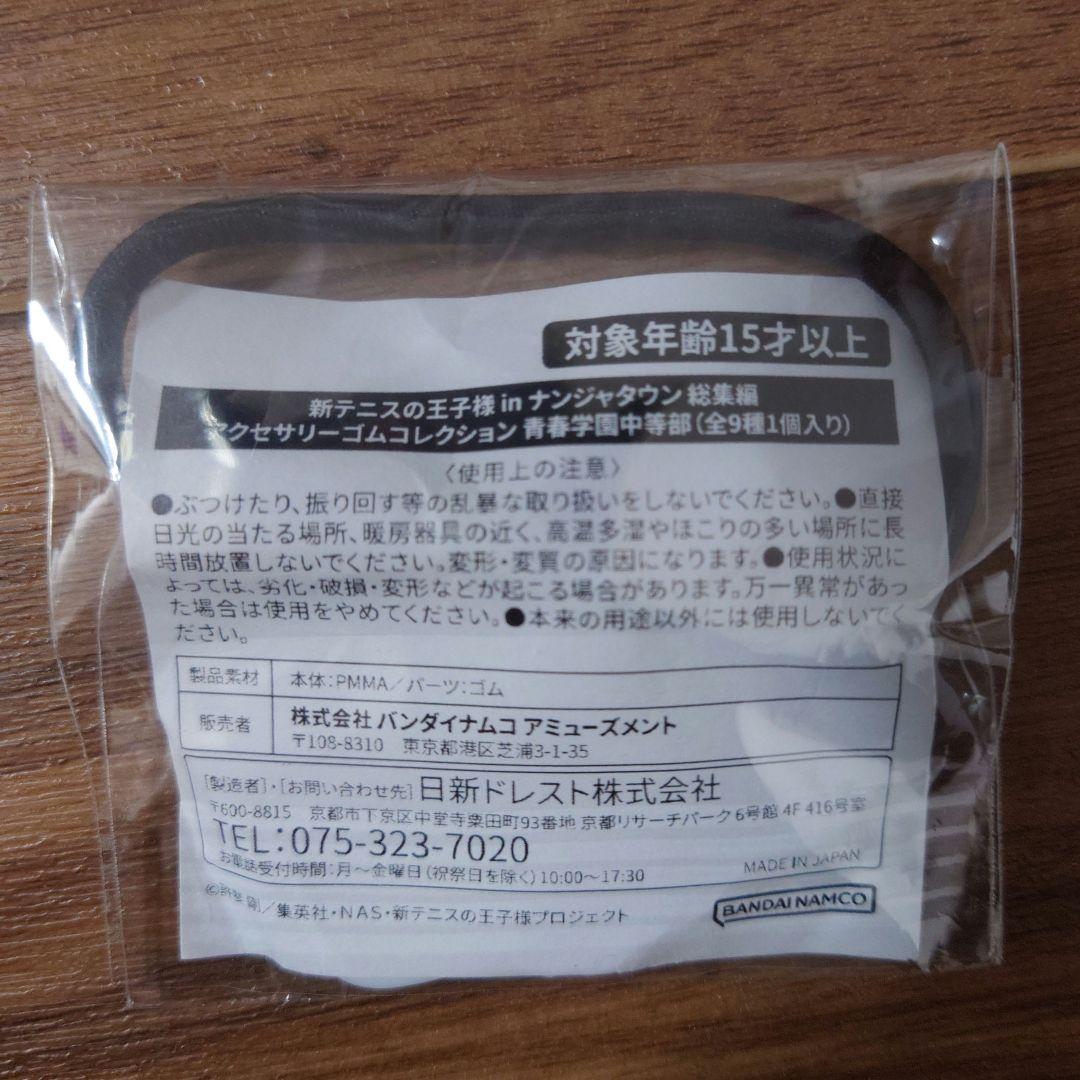 対象年齢15才以上
新テニスの王子様 in ナンジャタウン 総集編
アクセサリーゴムコレクション 青春学園中等部(全9種1個入り)
〈使用上の注意〉
●ぶつけたり、振り回す等の乱暴な取り扱いをしないでください。●直接
日光の当たる場所、暖房器具の近く、高温多湿やほこりの多い場所に長
時間放置しないでください。変形・変質の原因になります。●使用状況に
よっては、劣化・破損・変形などが起こる場合があります。万一異常があっ
た場合は使用をやめてください。●本来の用途以外には使用しないでく
ださい。
製品素材 本体:PMMA/パーツ:ゴム
販売者 株式会社 バンダイナムコ アミューズメント
〒108-8310 東京都港区芝浦3-1-35
[製造者]・[お問い合わせ先] 日新ドレスト株式会社
〒600-8815 京都市下京区中堂寺粟田町93番地 京都リサーチパーク 6号館 4F 416号室
TEL:075-323-7020
お電話受付時間:月~金曜日(祝祭日を除く)10:00~17:30
MADE IN JAPAN
©許斐 剛/集英社・NAS・新テニスの王子様プロジェクト
BANDAI NAMCO